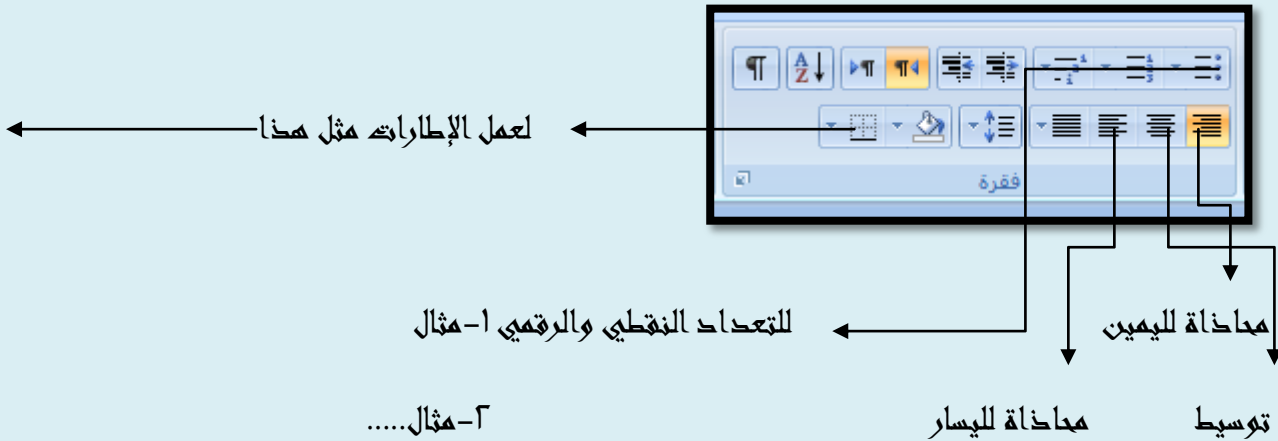 لعمل الإطارات مثل هذا
فقرة
محاذاة لليمين
للتعداد النقطي والرقمي ١-مثال
توسيط
محاذاة لليسار
٢-مثال.....